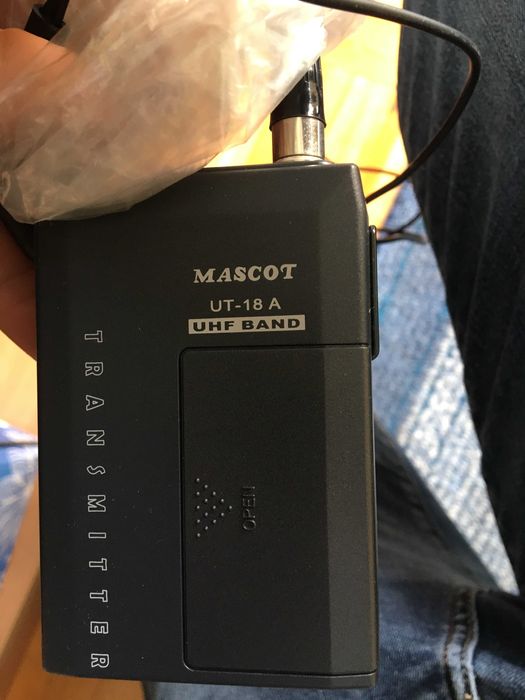 MASCOT
UT-18 A
UHF BAND
TRANSMITTER
OPEN